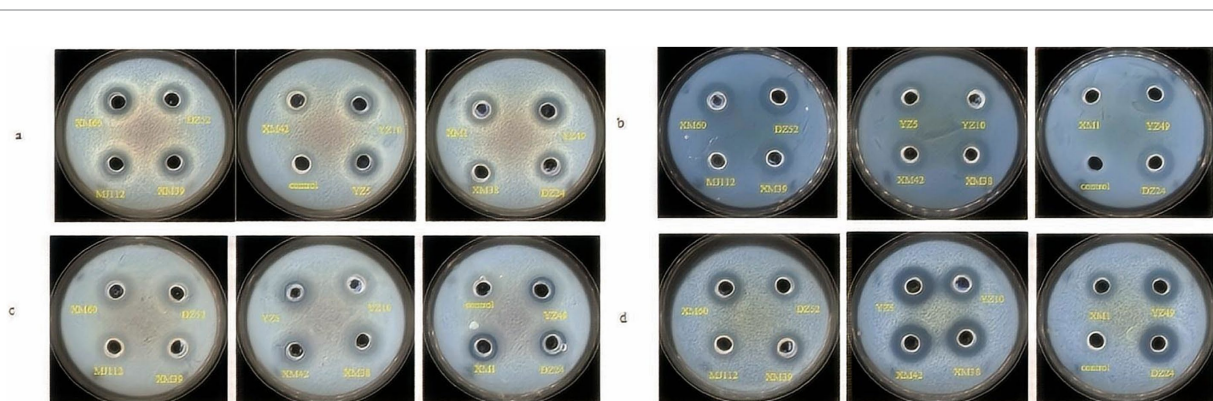 a
XM60 DZ52
MJ112 XM39
XM42 YZ10
control YZ5
XM1 YZ49
XM38 DZ24
b
XM60 DZ52
MJ112 XM39
YZ5 YZ10
XM42 XM38
XM1 YZ49
control DZ24
c
XM60 DZ52
MJ112 XM39
YZ5 YZ10
XM42 XM38
control YZ49
XM1 DZ24
d
XM60 DZ52
MJ112 XM39
YZ5 YZ10
XM42 XM38
XM1 YZ49
control DZ24